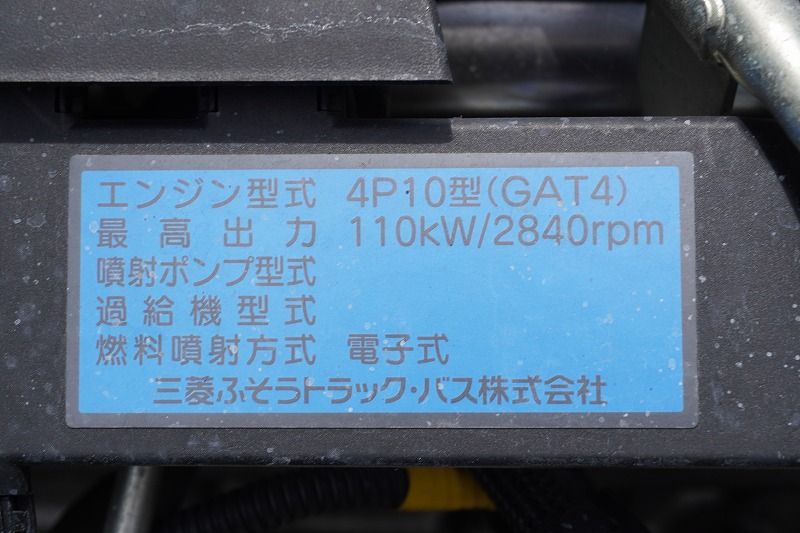 エンジン型式 4P10型(GAT4)
最高出力 110kW/2840rpm
噴射ポンプ型式
過給機型式
燃料噴射方式 電子式
三菱ふそうトラック・バス株式会社